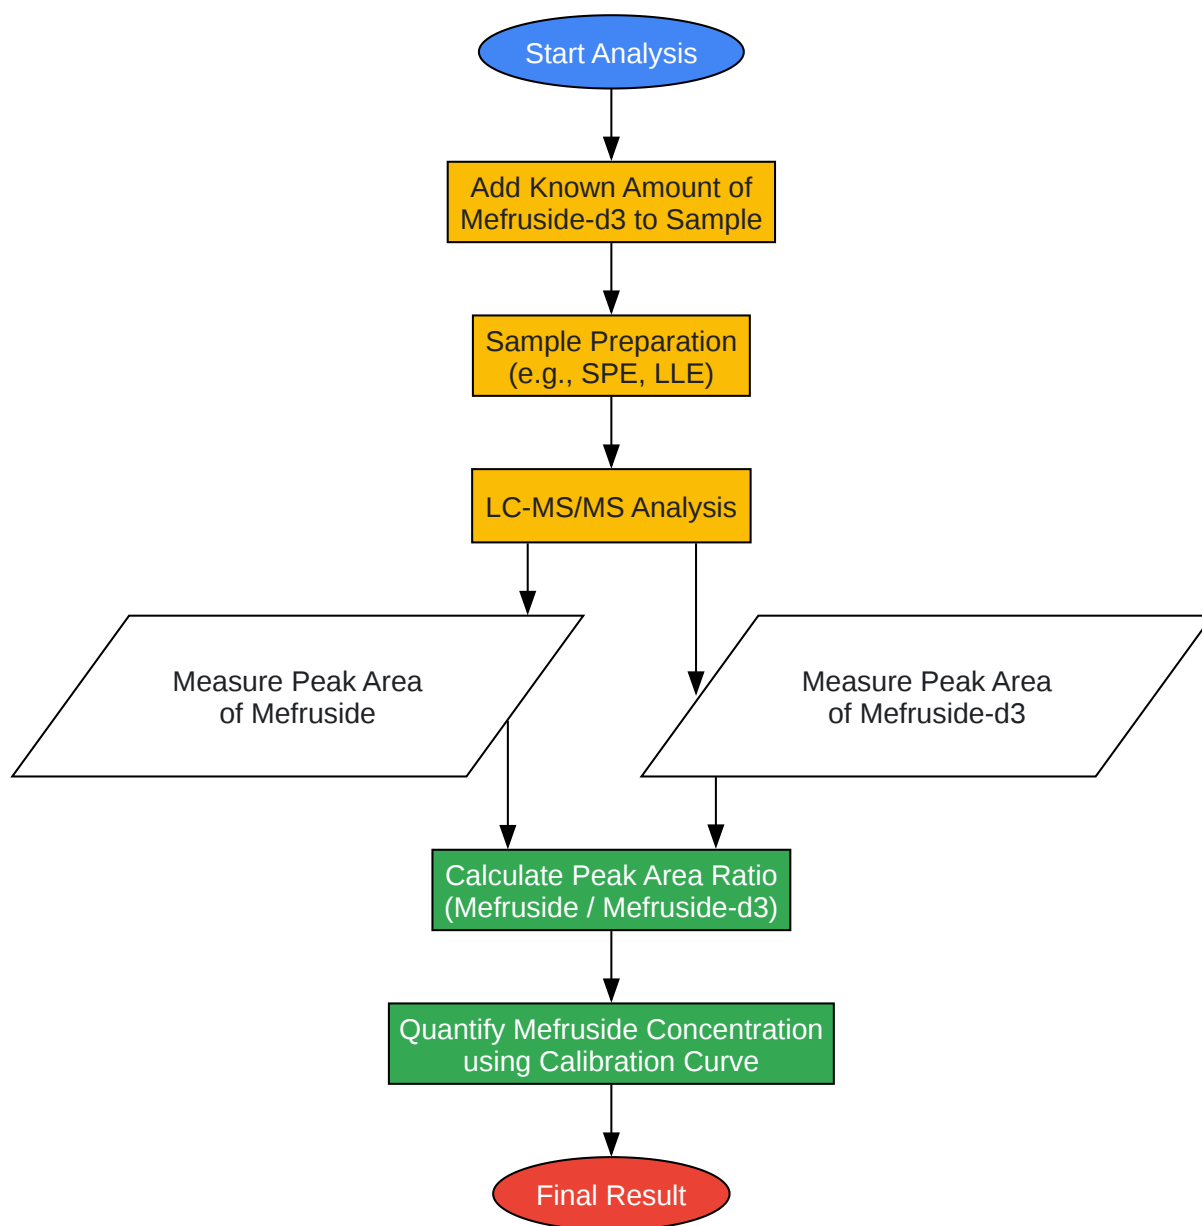 Start Analysis
Add Known Amount of
Mefruside-d3 to Sample
Sample Preparation
(e.g., SPE, LLE)
LC-MS/MS Analysis
Measure Peak Area
of Mefruside
Measure Peak Area
of Mefruside-d3
Calculate Peak Area Ratio
(Mefruside / Mefruside-d3)
Quantify Mefruside Concentration
using Calibration Curve
Final Result